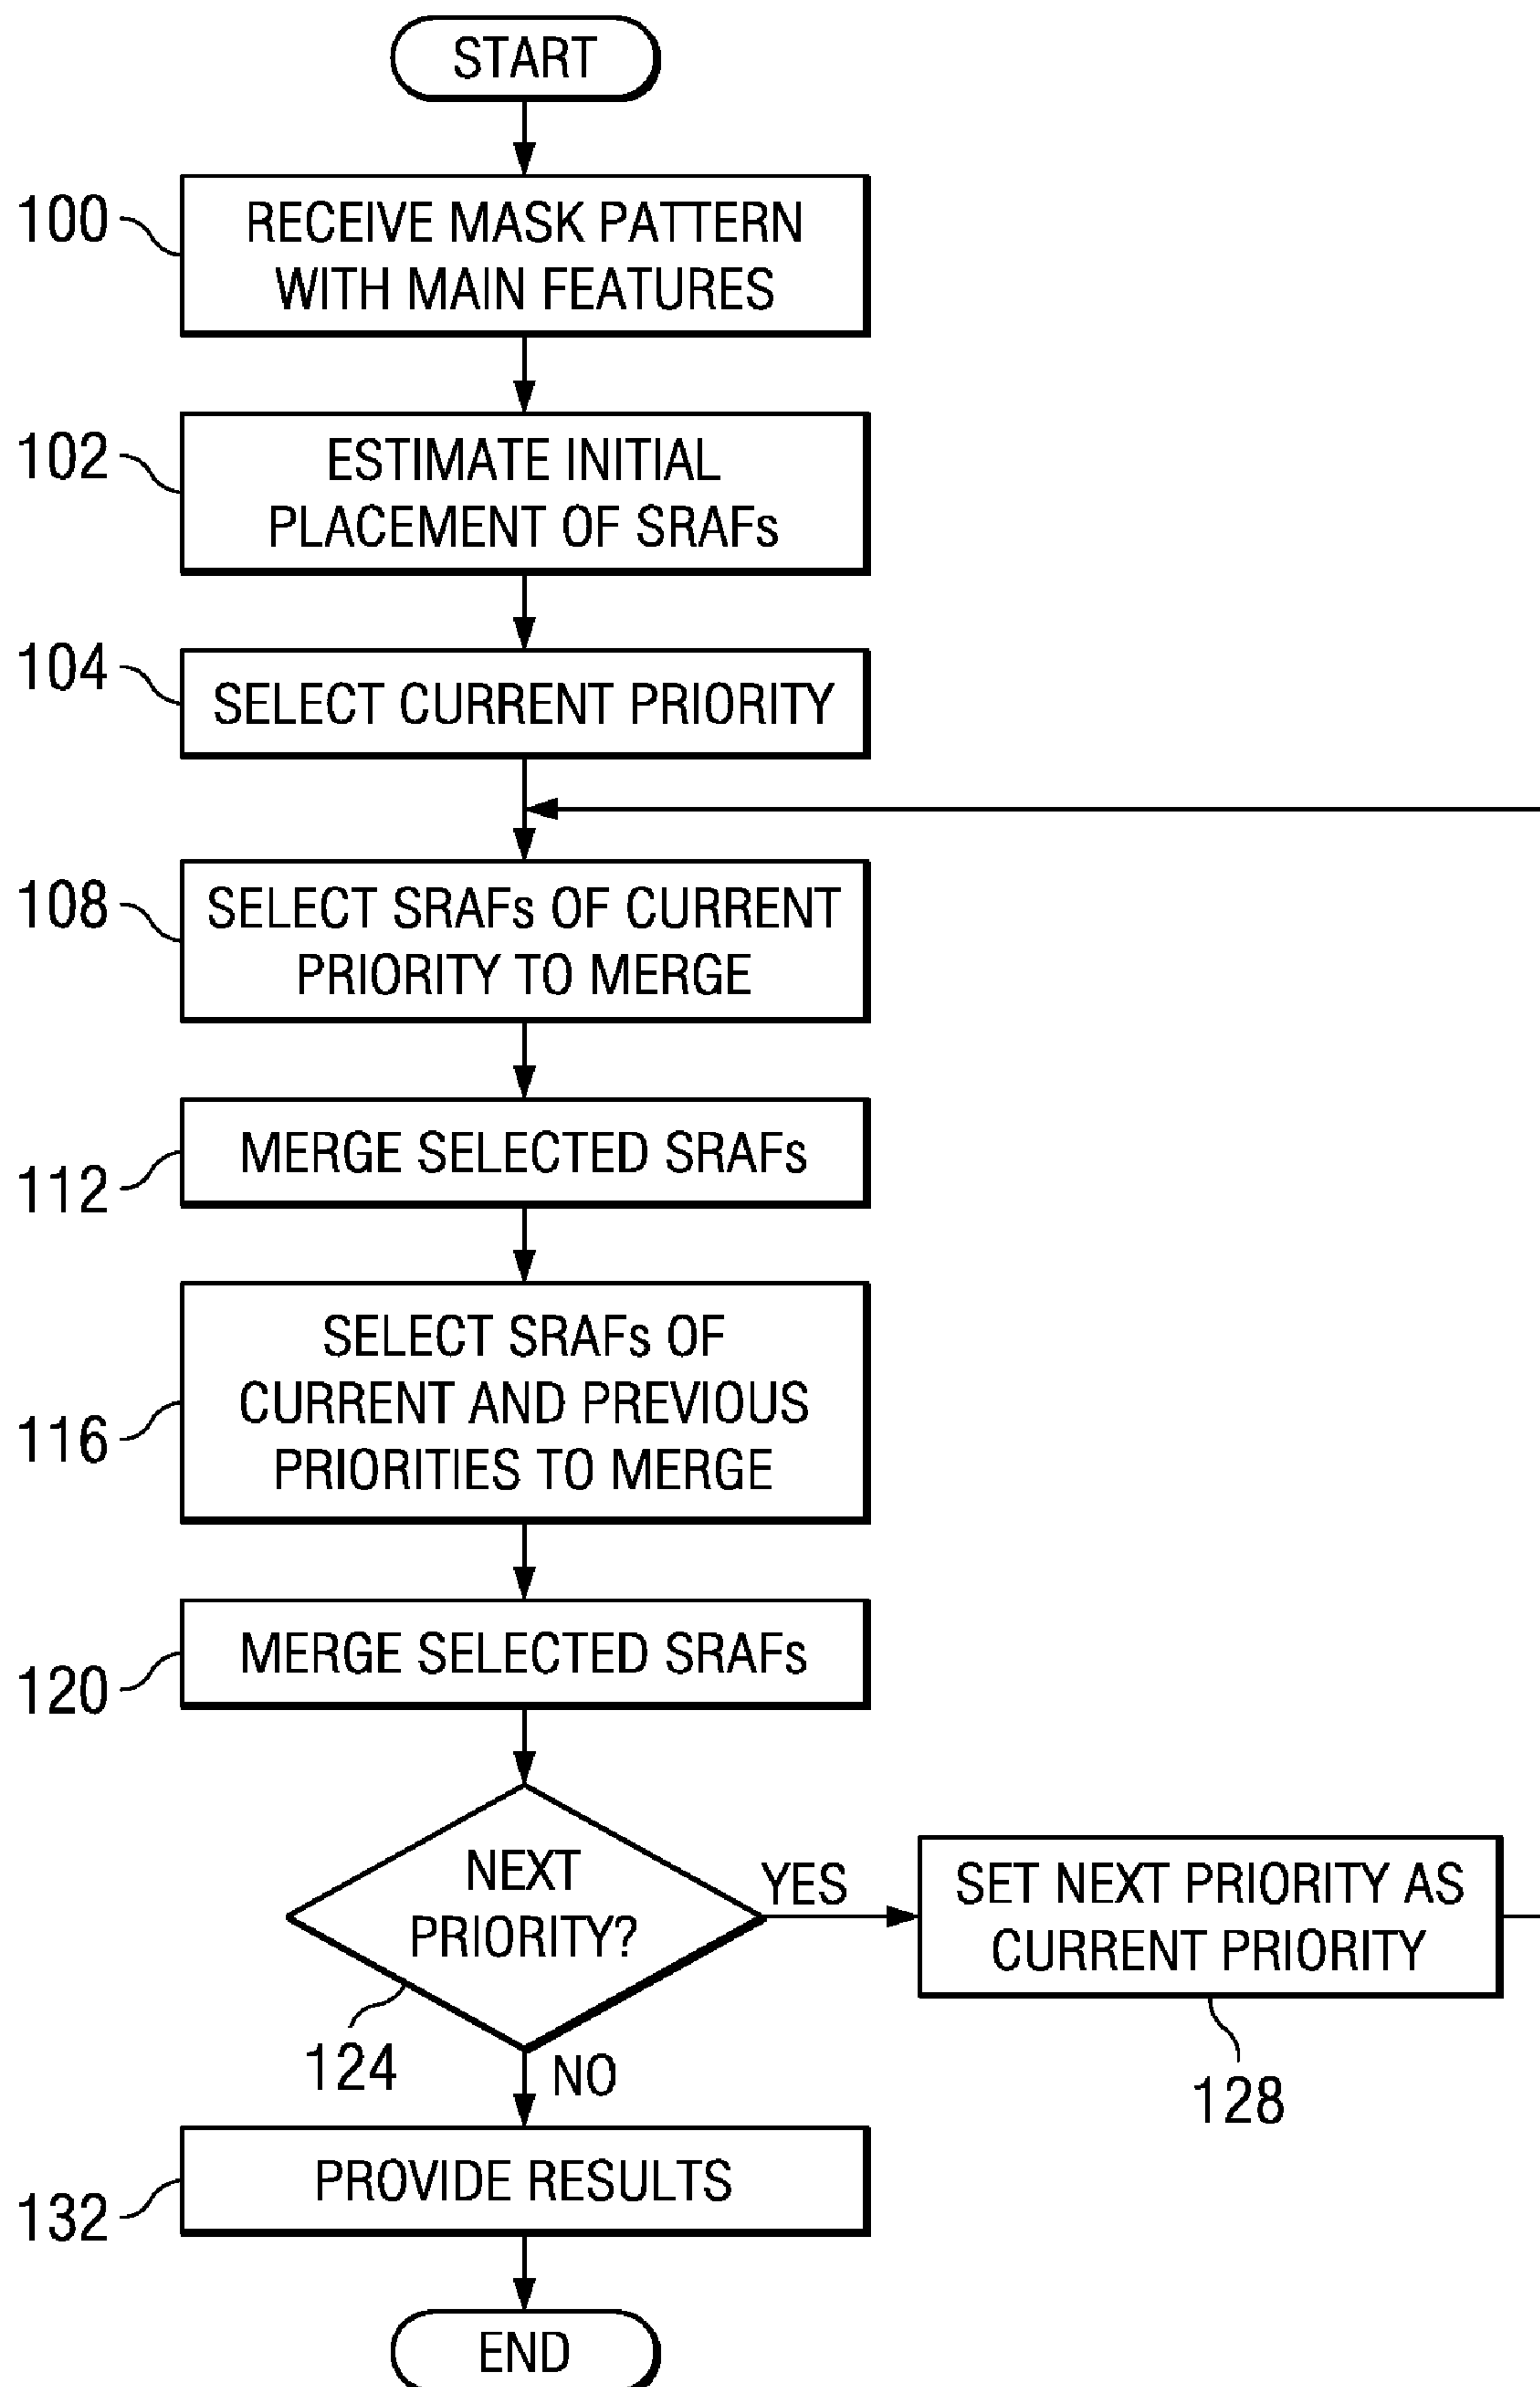 START
100
RECEIVE MASK PATTERN
WITH MAIN FEATURES
102
ESTIMATE INITIAL
PLACEMENT OF SRAFs
104
SELECT CURRENT PRIORITY
108
SELECT SRAFs OF CURRENT
PRIORITY TO MERGE
112
MERGE SELECTED SRAFs
116
SELECT SRAFs OF
CURRENT AND PREVIOUS
PRIORITIES TO MERGE
120
MERGE SELECTED SRAFs
NEXT
PRIORITY?
124
YES
SET NEXT PRIORITY AS
CURRENT PRIORITY
128
NO
132
PROVIDE RESULTS
END